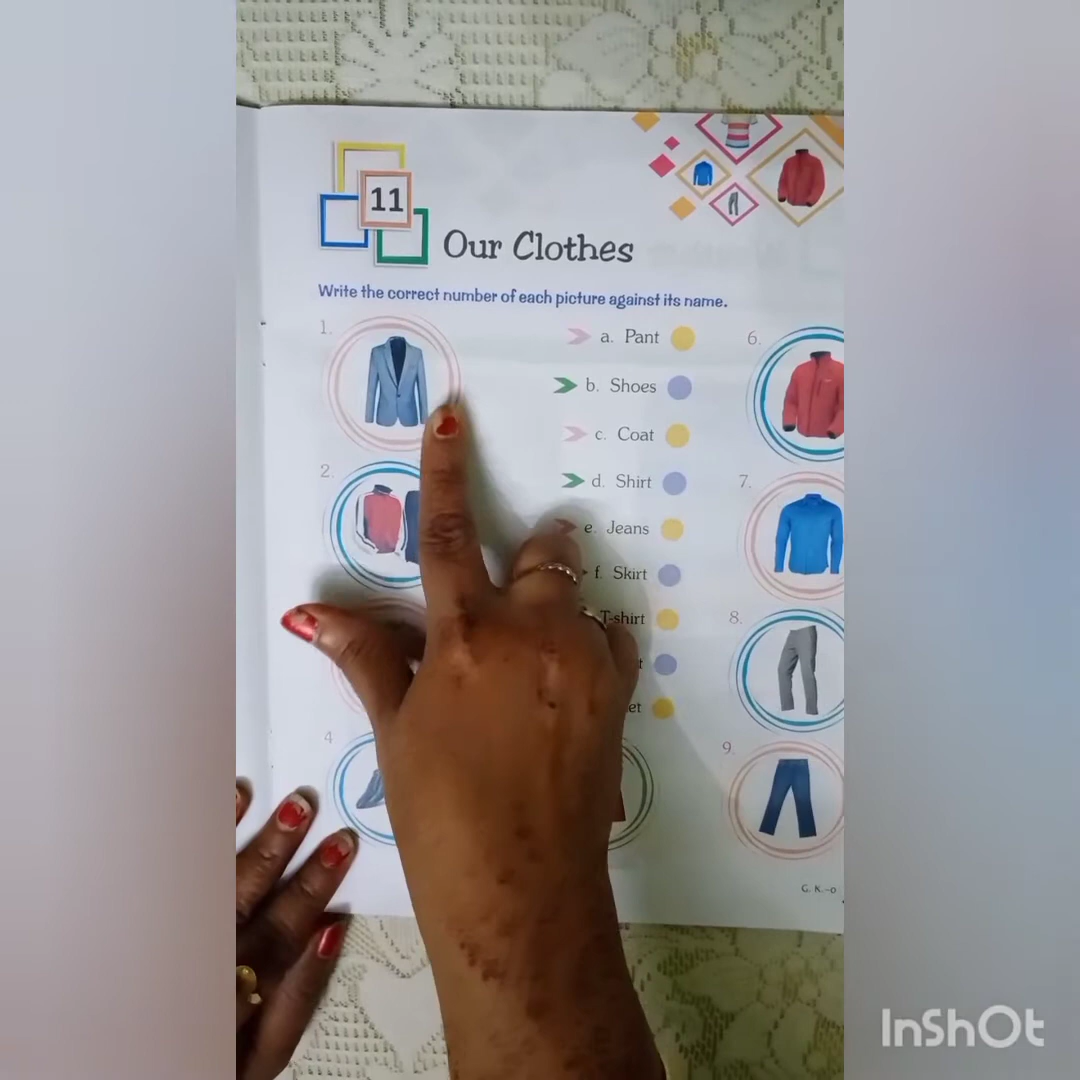 11
Our Clothes
Write the correct number of each picture against its name.
1.
a. Pant
6.
b. Shoes
c. Coat
2.
d. Shirt
7.
e. Jeans
f. Skirt
T-shirt
8.
4
9.
G. K.-0
InShOt